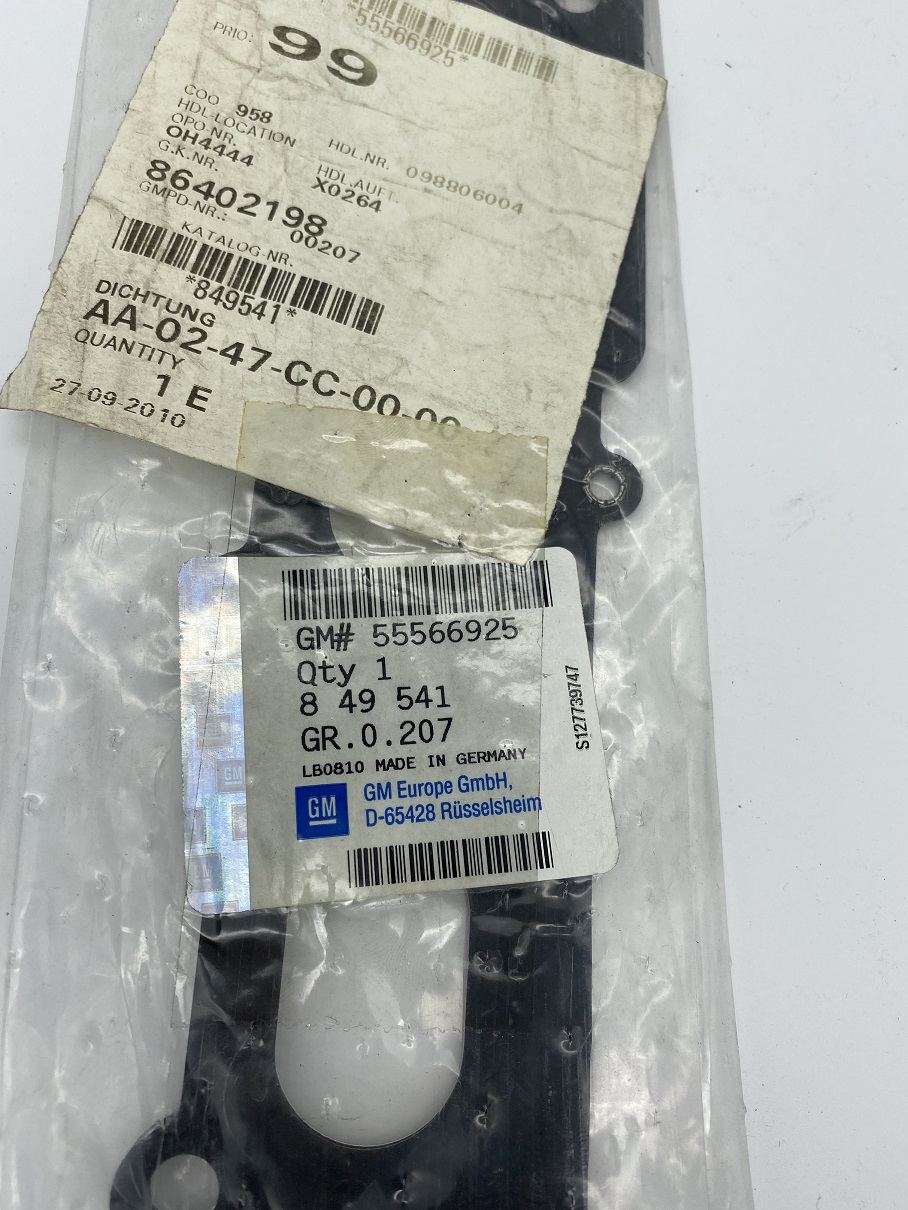 *55566925*
PRIO: 99
COO 958
HDL-LOCATION HDL.NR. 098806004
OPO-NR. HDL.AUFT.
OH4444 X0264
G.K.NR.
86402198
GMPD-NR.: 00207
KATALOG-NR.
*849541*
DICHTUNG
AA-02-47-CC-00-00
QUANTITY
1 E
27-09-2010
GM# 55566925
Qty 1
8 49 541
GR.0.207
LB0810 MADE IN GERMANY
GM
GM Europe GmbH,
D-65428 Rüsselsheim
S127739747
GM